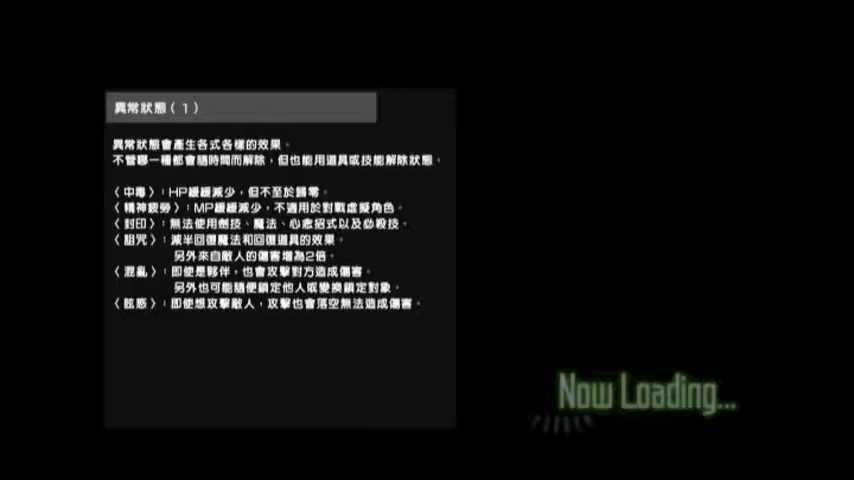 異常狀態(1)
異常狀態會產生各式各樣的效果。
不管哪一種都會隨時間而解除，但也能用道具或技能解除狀態。
〈中毒〉：HP緩緩減少，但不至於歸零。
〈精神疲勞〉：MP緩緩減少，不適用於對戰虛擬角色。
〈封印〉：無法使用劍技、魔法、心念招式以及必殺技。
〈詛咒〉：減半回復魔法和回復道具的效果。
另外來自敵人的傷害增為2倍。
〈混亂〉：即使是夥伴，也會攻擊對方造成傷害。
另外也可能隨便鎖定他人或變換鎖定對象。
〈眩惑〉：即使想攻擊敵人，攻擊也會落空無法造成傷害。
Now Loading...